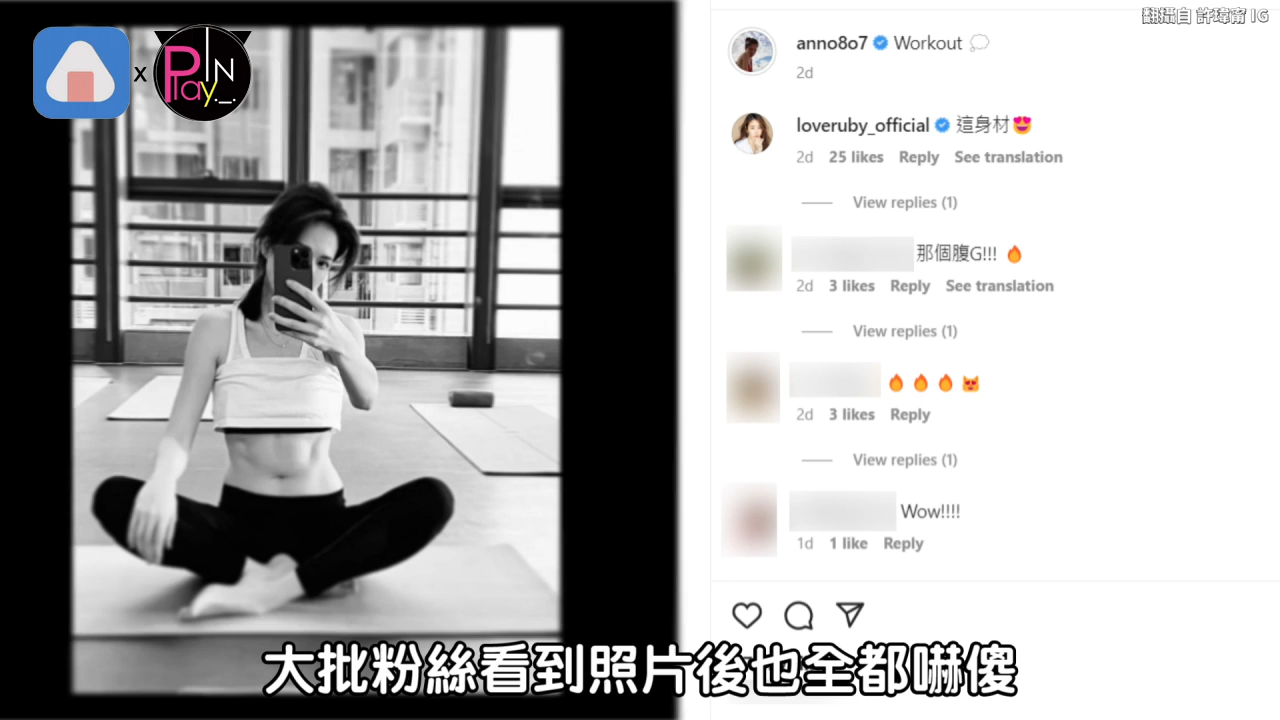 翻攝自 許瑋甯 IG
x
Play IN ._.
anno8o7 Workout 💭
2d
loveruby_official 這身材😍
2d 25 likes Reply See translation
View replies (1)
那個腹G!!! 🔥
2d 3 likes Reply See translation
View replies (1)
🔥🔥🔥😻
2d 3 likes Reply
View replies (1)
Wow!!!!
1d 1 like Reply
大批粉絲看到照片後也全都嚇傻